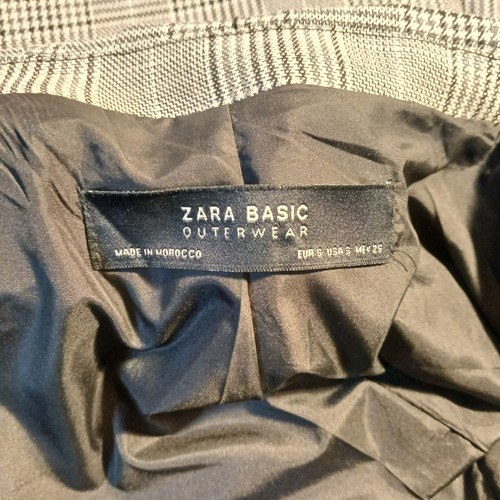 ZARA BASIC
OUTERWEAR
MADE IN MOROCCO EUR S USA S MEX 26